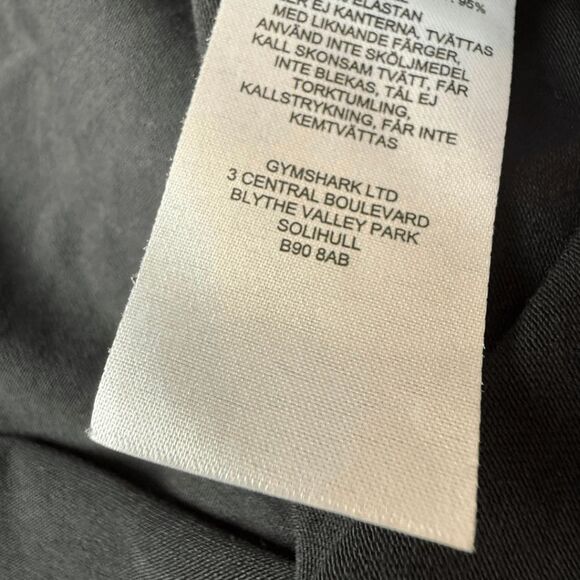 95%
ELASTAN
EJ KANTERNA. TVÄTTAS
MED LIKNANDE FÄRGER,
ANVÄND INTE SKÖLJMEDEL
KALL SKONSAM TVÄTT, FÅR
INTE BLEKAS, TÅL EJ
TORKTUMLING,
KALLSTRYKNING, FÅR INTE
KEMTVÄTTAS
GYMSHARK LTD
3 CENTRAL BOULEVARD
BLYTHE VALLEY PARK
SOLIHULL
B90 8AB